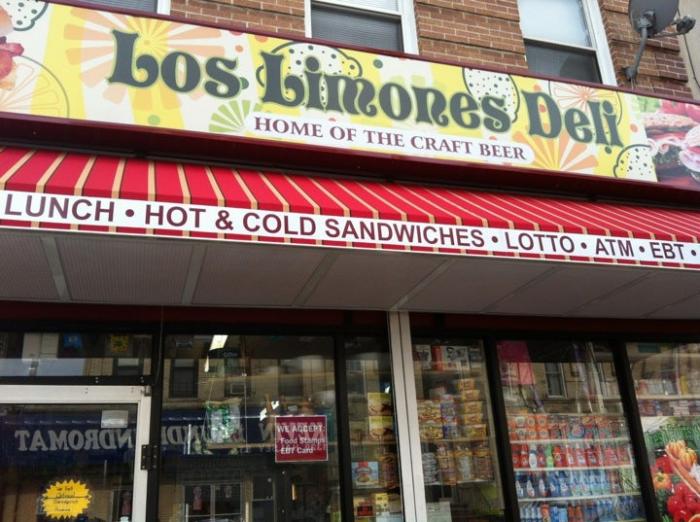 Los Limones Deli
HOME OF THE CRAFT BEER
LUNCH • HOT & COLD SANDWICHES • LOTTO • ATM • EBT •
WE ACCEPT:
Food Stamps
EBT Card
LAUNDROMAT